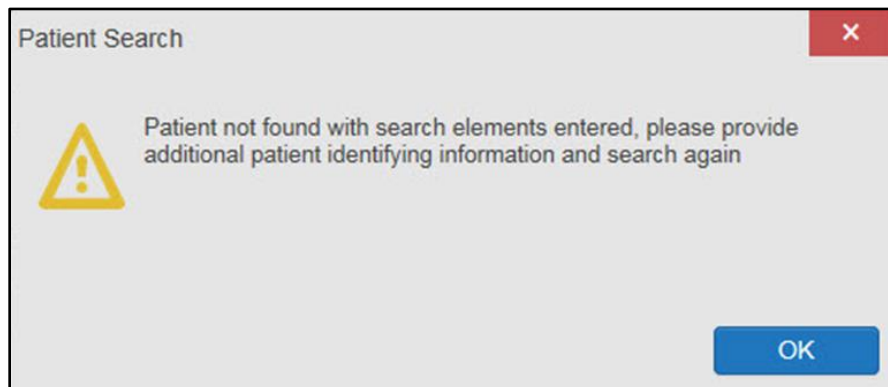 Patient Search
Patient not found with search elements entered, please provide
additional patient identifying information and search again
OK